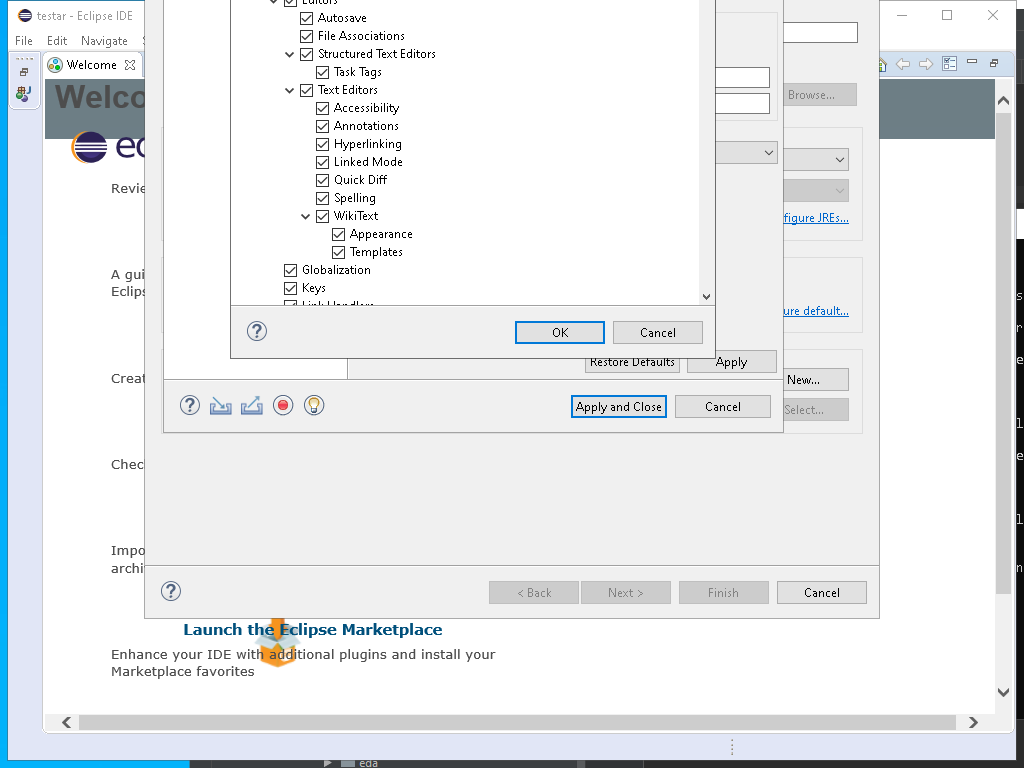 testar - Eclipse IDE
File Edit Navigate
Welcome
Editors
Autosave
File Associations
Structured Text Editors
Task Tags
Text Editors
Accessibility
Annotations
Hyperlinking
Linked Mode
Quick Diff
Spelling
WikiText
Appearance
Templates
Globalization
Keys
Link Handlers
OK
Cancel
Browse...
figure JREs...
ure default...
Restore Defaults
Apply
New...
Select...
Apply and Close
Cancel
< Back
Next >
Finish
Cancel
Welco
Revie
A gui
Eclips
Creat
Chec
Impo
archi
Launch the Eclipse Marketplace
Enhance your IDE with additional plugins and install your
Marketplace favorites
eda